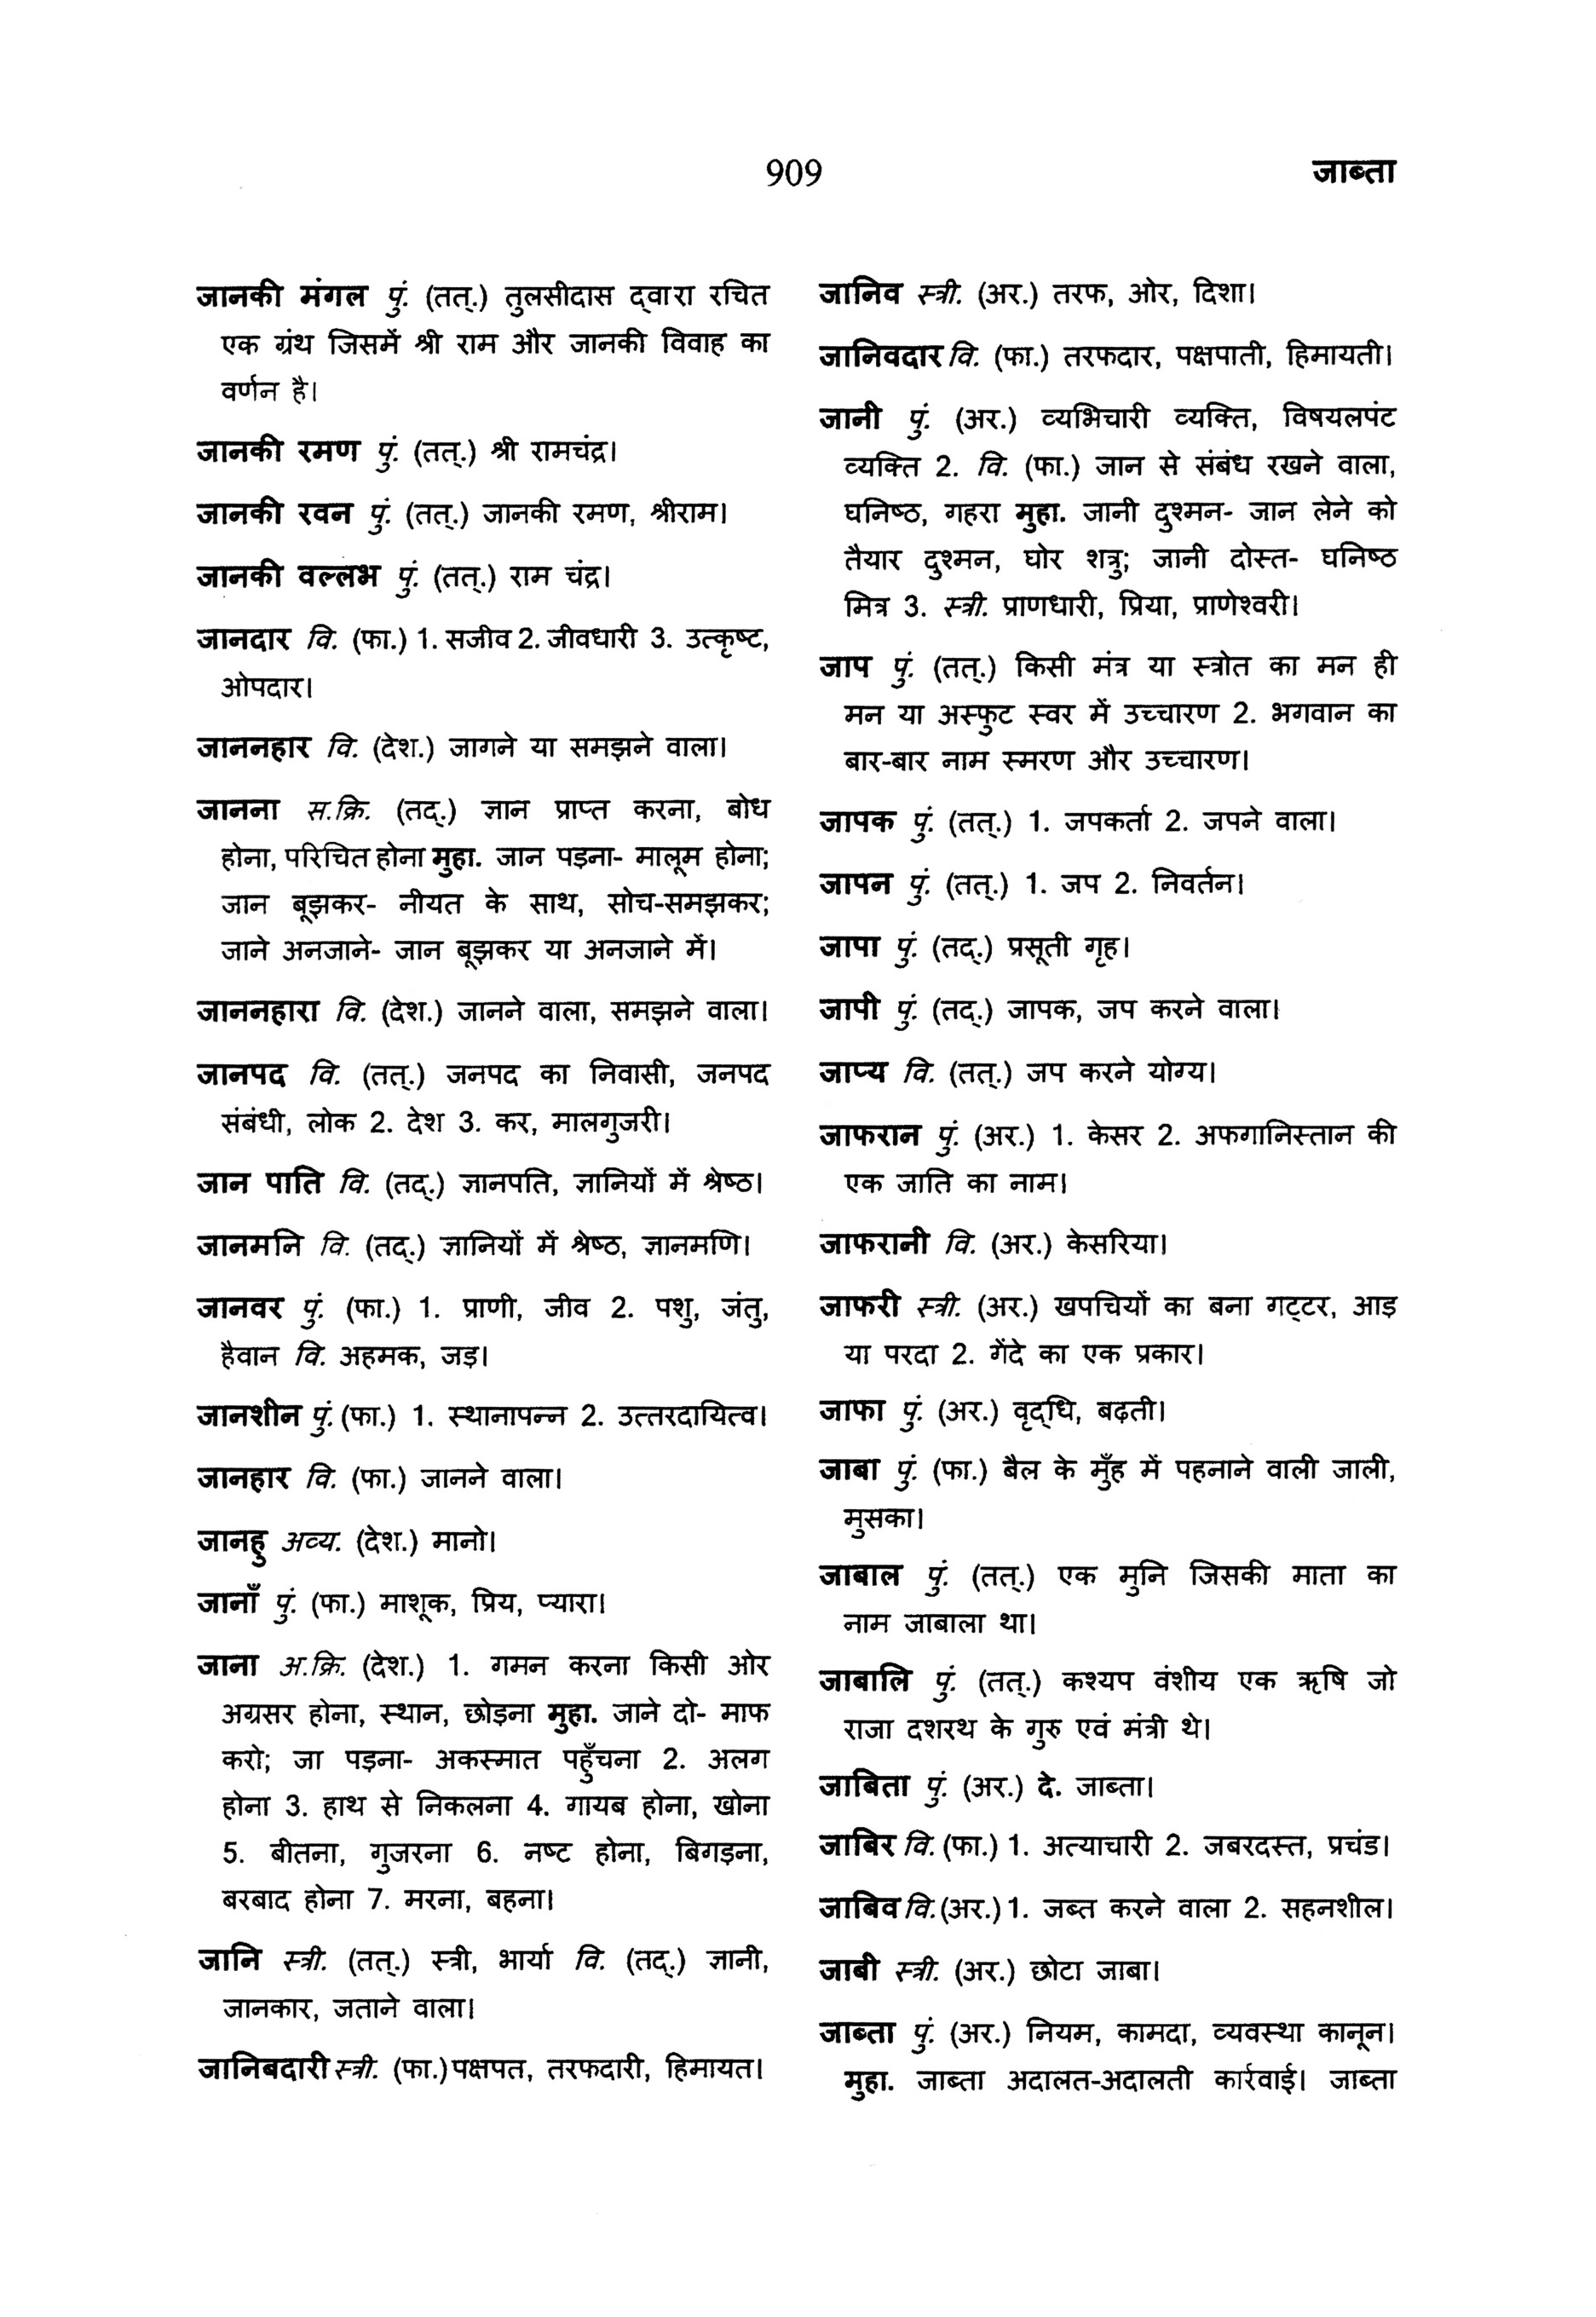 909
जाब्ता
जानकी मंगल पुं. (तत्.) तुलसीदास द्वारा रचित
एक ग्रंथ जिसमें श्री राम और जानकी विवाह का
वर्णन है।
जानकी रमण पुं. (तत्.) श्री रामचंद्र।
जानकी रवन पुं. (तत्.) जानकी रमण, श्रीराम।
जानकी वल्लभ पुं. (तत्.) राम चंद्र।
जानदार वि. (फा.) 1. सजीव 2. जीवधारी 3. उत्कृष्ट,
ओपदार।
जाननहार वि. (देश.) जागने या समझने वाला।
जानना स.क्रि. (तद्.) ज्ञान प्राप्त करना, बोध
होना, परिचित होना मुहा. जान पड़ना- मालूम होना;
जान बूझकर- नीयत के साथ, सोच-समझकर;
जाने अनजाने- जान बूझकर या अनजाने में।
जाननहारा वि. (देश.) जानने वाला, समझने वाला।
जानपद वि. (तत्.) जनपद का निवासी, जनपद
संबंधी, लोक 2. देश 3. कर, मालगुजरी।
जान पाति वि. (तद्.) ज्ञानपति, ज्ञानियों में श्रेष्ठ।
जानमनि वि. (तद्.) ज्ञानियों में श्रेष्ठ, ज्ञानमणि।
जानवर पुं. (फा.) 1. प्राणी, जीव 2. पशु, जंतु,
हैवान वि. अहमक, जड़।
जानशीन पुं. (फा.) 1. स्थानापन्न 2. उत्तरदायित्व।
जानहार वि. (फा.) जानने वाला।
जानहु अव्य. (देश.) मानो।
जानाँ पुं. (फा.) माशूक, प्रिय, प्यारा।
जाना अ.क्रि. (देश.) 1. गमन करना किसी ओर
अग्रसर होना, स्थान, छोड़ना मुहा. जाने दो- माफ
करो; जा पड़ना- अकस्मात पहुँचना 2. अलग
होना 3. हाथ से निकलना 4. गायब होना, खोना
5. बीतना, गुजरना 6. नष्ट होना, बिगड़ना,
बरबाद होना 7. मरना, बहना।
जानि स्त्री. (तत्.) स्त्री, भार्या वि. (तद्.) ज्ञानी,
जानकार, जताने वाला।
जानिबदारी स्त्री. (फा.) पक्षपत, तरफदारी, हिमायत।
जानिव स्त्री. (अर.) तरफ, ओर, दिशा।
जानिवदार वि. (फा.) तरफदार, पक्षपाती, हिमायती।
जानी पुं. (अर.) व्यभिचारी व्यक्ति, विषयलपंट
व्यक्ति 2. वि. (फा.) जान से संबंध रखने वाला,
घनिष्ठ, गहरा मुहा. जानी दुश्मन- जान लेने को
तैयार दुश्मन, घोर शत्रु; जानी दोस्त- घनिष्ठ
मित्र 3. स्त्री. प्राणधारी, प्रिया, प्राणेश्वरी।
जाप पुं. (तत्.) किसी मंत्र या स्त्रोत का मन ही
मन या अस्फुट स्वर में उच्चारण 2. भगवान का
बार-बार नाम स्मरण और उच्चारण।
जापक पुं. (तत्.) 1. जपकर्ता 2. जपने वाला।
जापन पुं. (तत्.) 1. जप 2. निवर्तन।
जापा पुं. (तद्.) प्रसूती गृह।
जापी पुं. (तद्.) जापक, जप करने वाला।
जाप्य वि. (तत्.) जप करने योग्य।
जाफरान पुं. (अर.) 1. केसर 2. अफगानिस्तान की
एक जाति का नाम।
जाफरानी वि. (अर.) केसरिया।
जाफरी स्त्री. (अर.) खपचियों का बना गट्टर, आड़
या परदा 2. गेंदे का एक प्रकार।
जाफा पुं. (अर.) वृद्धि, बढ़ती।
जाबा पुं. (फा.) बैल के मुँह में पहनाने वाली जाली,
मुसका।
जाबाल पुं. (तत्.) एक मुनि जिसकी माता का
नाम जाबाला था।
जाबालि पुं. (तत्.) कश्यप वंशीय एक ऋषि जो
राजा दशरथ के गुरु एवं मंत्री थे।
जाबिता पुं. (अर.) दे. जाब्ता।
जाबिर वि. (फा.) 1. अत्याचारी 2. जबरदस्त, प्रचंड।
जाबिव वि. (अर.) 1. जब्त करने वाला 2. सहनशील।
जाबी स्त्री. (अर.) छोटा जाबा।
जाब्ता पुं. (अर.) नियम, कामदा, व्यवस्था कानून।
मुहा. जाब्ता अदालत-अदालती कार्रवाई। जाब्ता